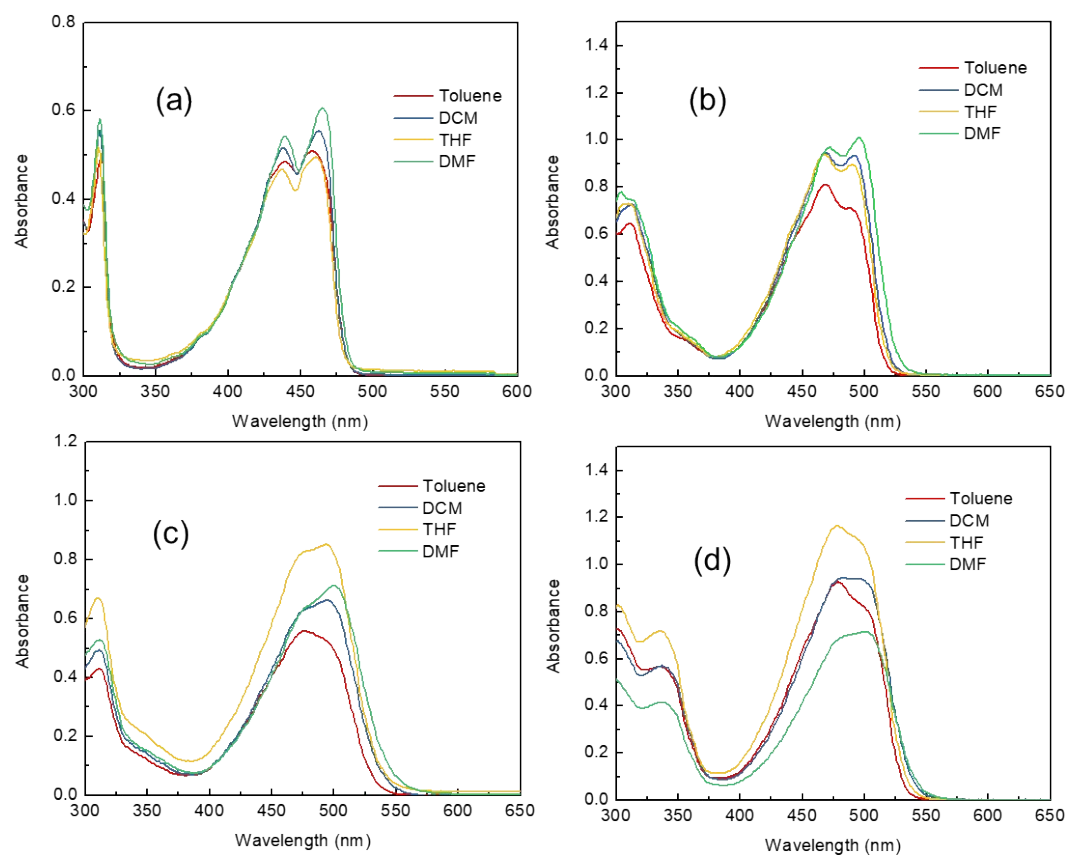 0.8
0.6
0.4
0.2
0.0
300
350
400
450
500
550
600
Absorbance
Wavelength (nm)
(a)
Toluene
DCM
THF
DMF
1.4
1.2
1.0
0.8
0.6
0.4
0.2
0.0
300
350
400
450
500
550
600
650
Absorbance
Wavelength (nm)
(b)
Toluene
DCM
THF
DMF
1.2
1.0
0.8
0.6
0.4
0.2
0.0
300
350
400
450
500
550
600
650
Absorbance
Wavelength (nm)
(c)
Toluene
DCM
THF
DMF
1.4
1.2
1.0
0.8
0.6
0.4
0.2
0.0
300
350
400
450
500
550
600
650
Absorbance
Wavelength (nm)
(d)
Toluene
DCM
THF
DMF